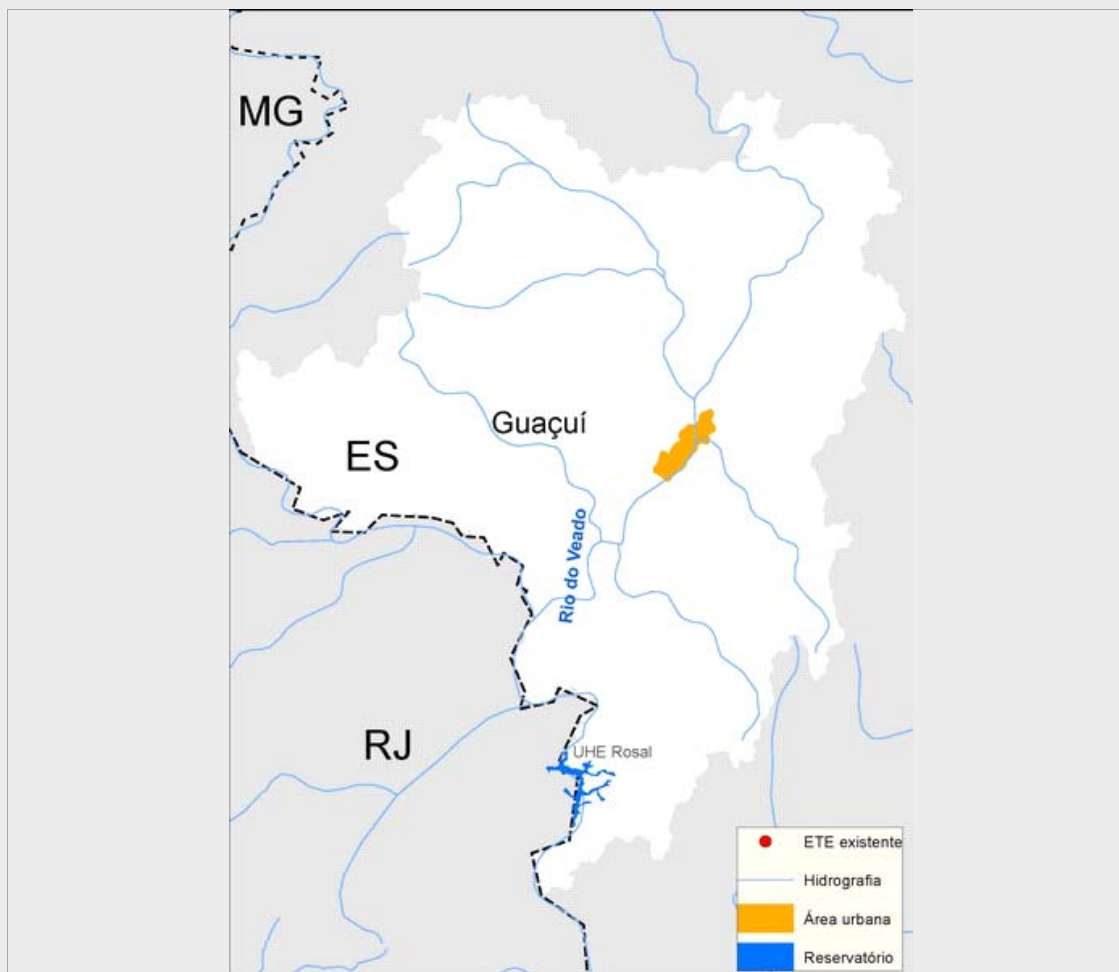 MG
Guaçuí
ES
Rio do Veado
RJ
UHE Rosal
ETE existente
Hidrografia
Área urbana
Reservatório